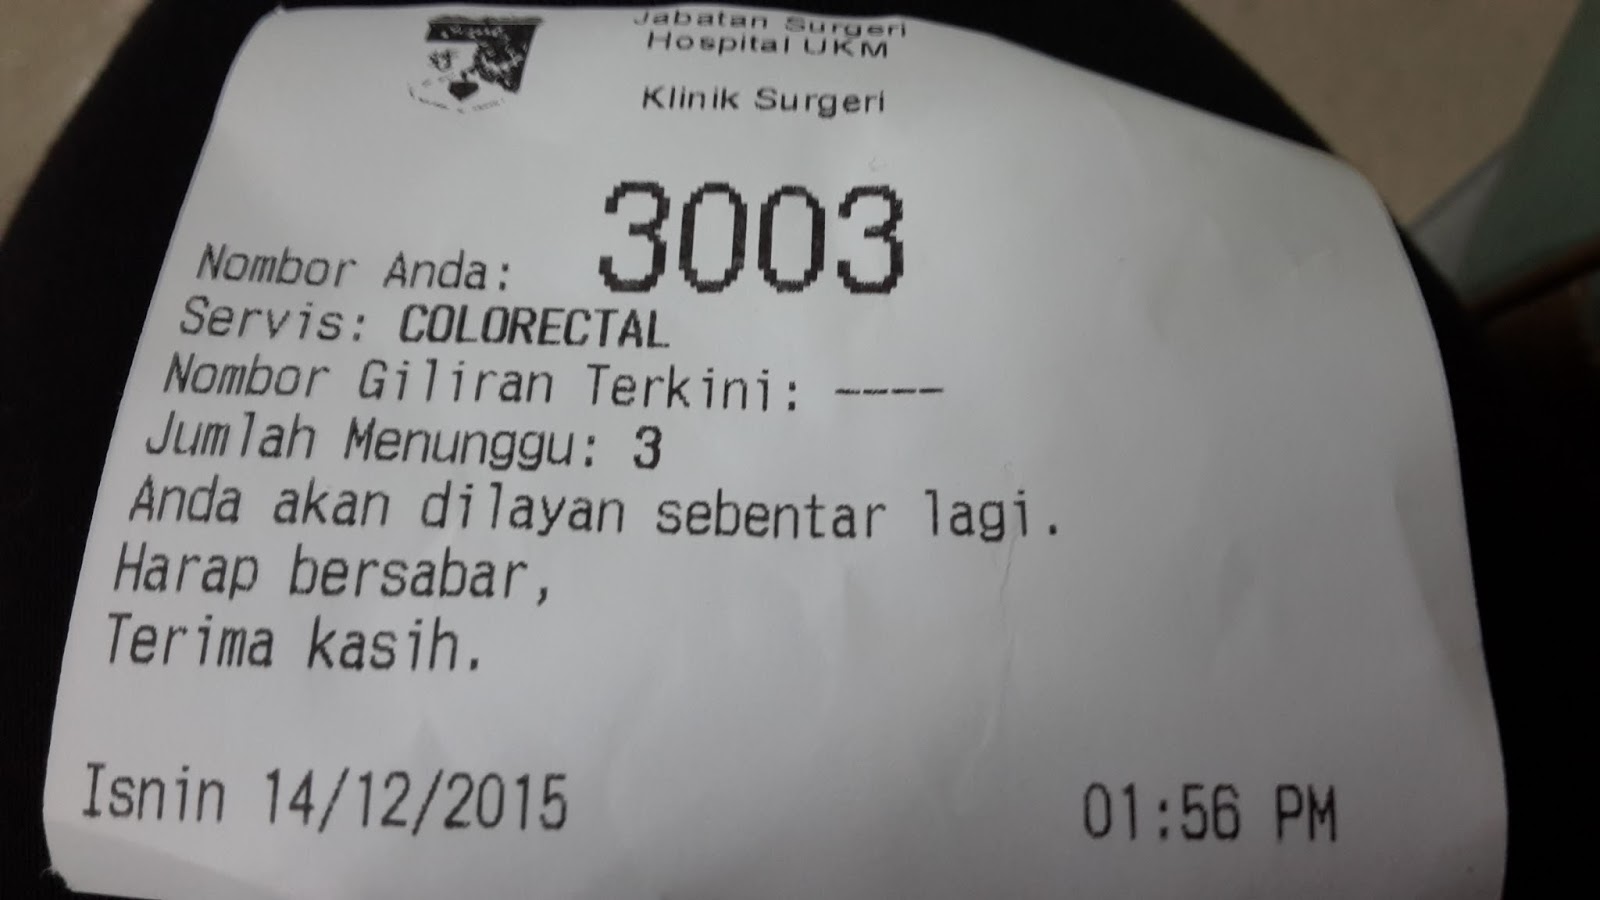 Jabatan Surgeri
Hospital UKM
Klinik Surgeri
Nombor Anda: 3003
Servis: COLORECTAL
Nombor Giliran Terkini: ----
Jumlah Menunggu: 3
Anda akan dilayan sebentar lagi.
Harap bersabar,
Terima kasih.
Isnin 14/12/2015 01:56 PM